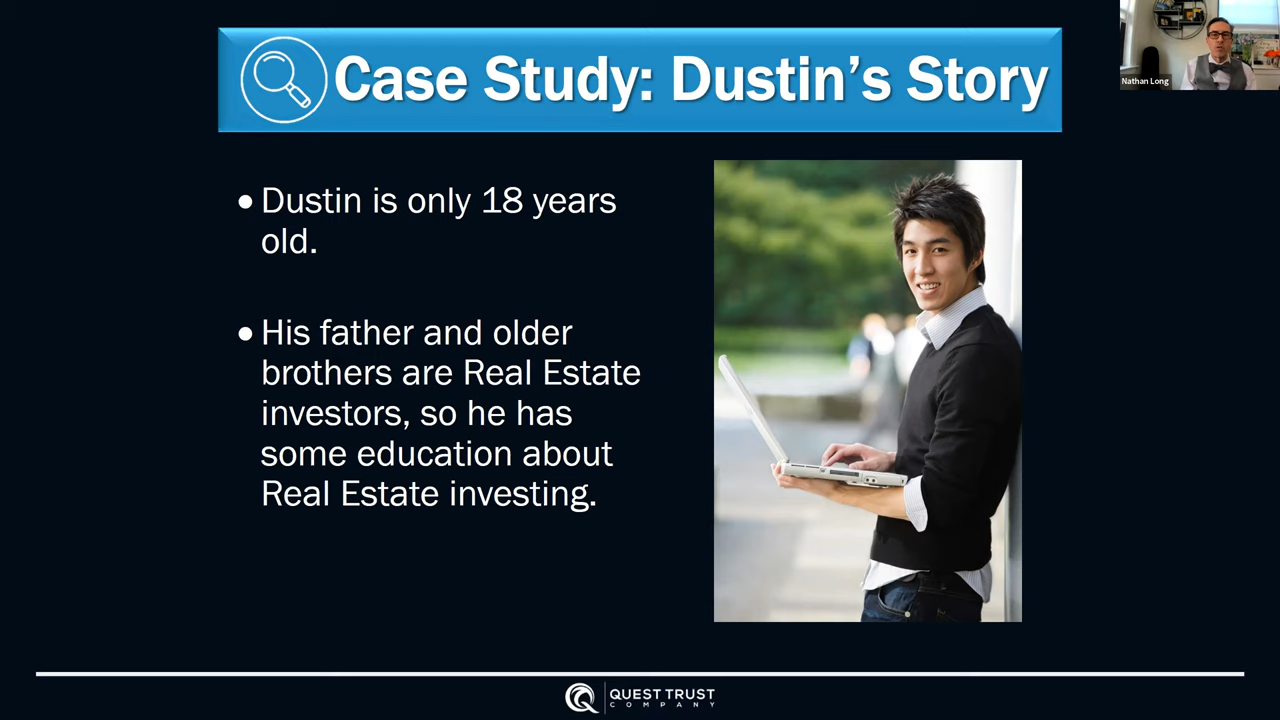 Case Study: Dustin’s Story
Nathan Long
• Dustin is only 18 years
old.
• His father and older
brothers are Real Estate
investors, so he has
some education about
Real Estate investing.
QUEST TRUST
COMPANY